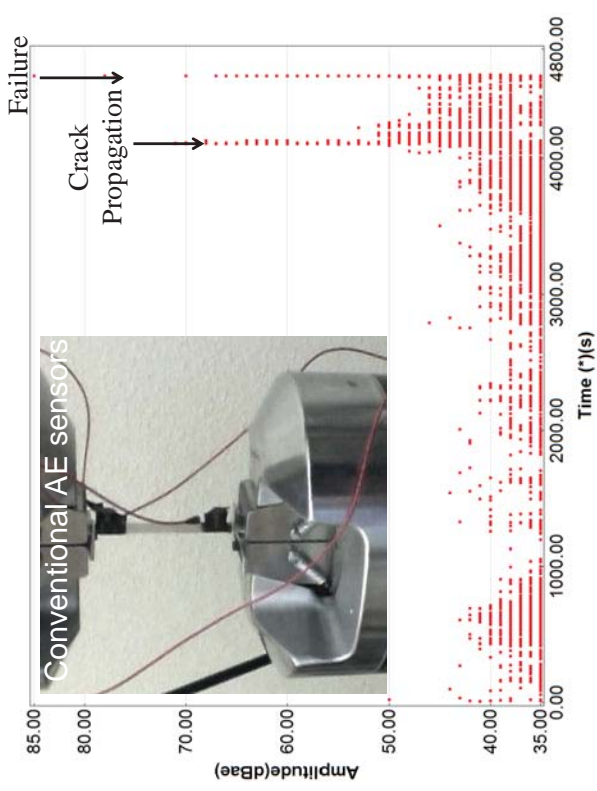 Failure
Crack
Propagation
Conventional AE sensors
Amplitude(dBae)
85.00
80.00
70.00
60.00
50.00
40.00
35.00
0.00
1000.00
2000.00
3000.00
4000.00
4800.00
Time (*)(s)